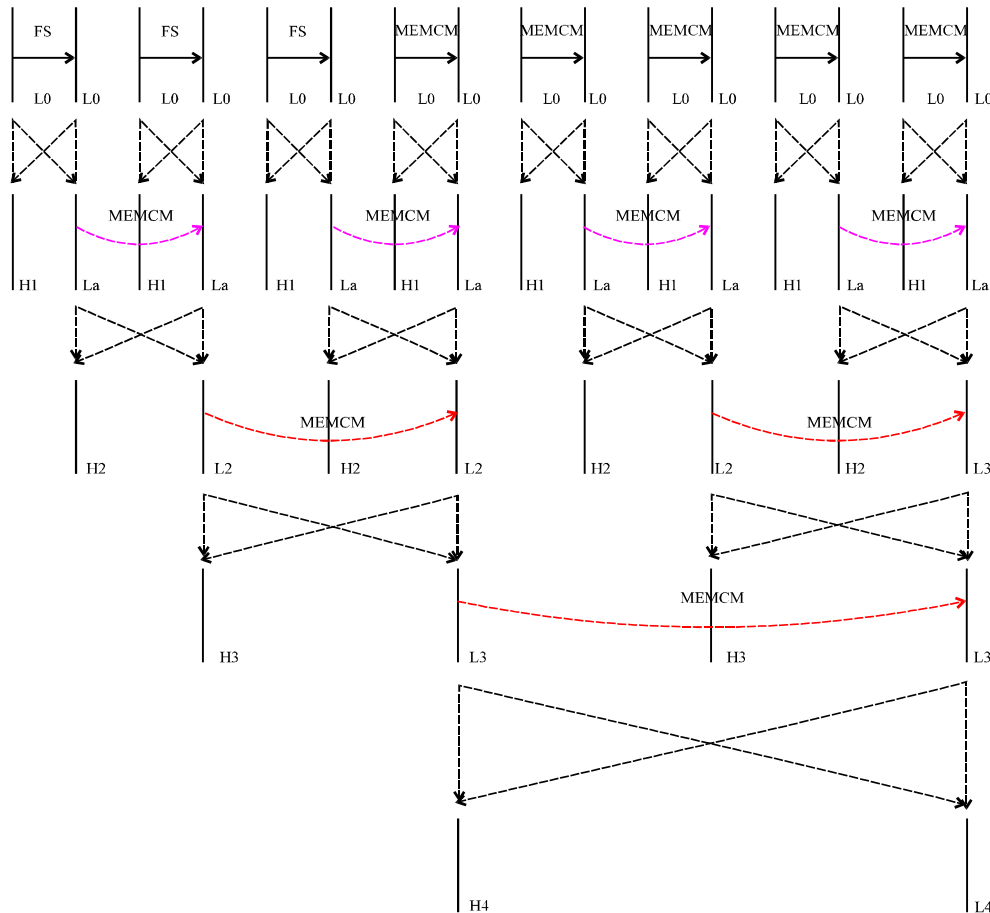 FS FS FS MEMCM MEMCM MEMCM MEMCM MEMCM
L0 L0 L0 L0 L0 L0 L0 L0 L0 L0 L0 L0 L0 L0 L0 L0
MEMCM MEMCM MEMCM MEMCM
H1 La H1 La H1 La H1 La H1 La H1 La H1 La H1 La
MEMCM MEMCM
H2 L2 H2 L2 H2 L2 H2 L3
MEMCM
H3 L3 H3 L3
H4 L4